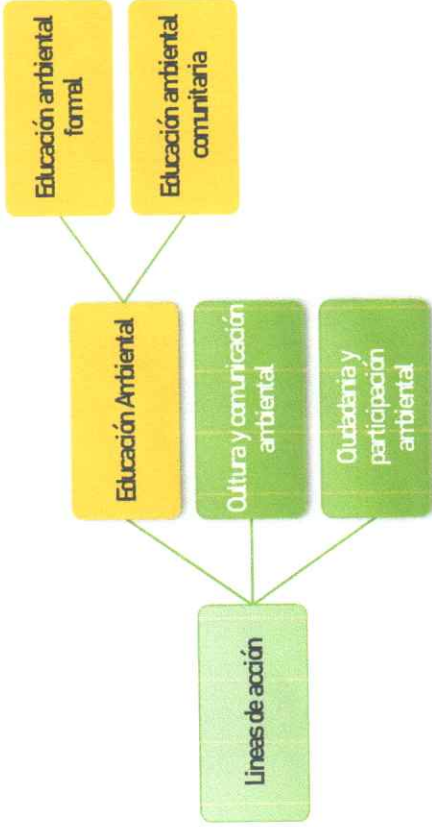 Líneas de acción
Educación Ambiental
Cultura y comunicación
ambiental
Ciudadanía y
participación
ambiental
Educación ambiental
formal
Educación ambiental
comunitaria